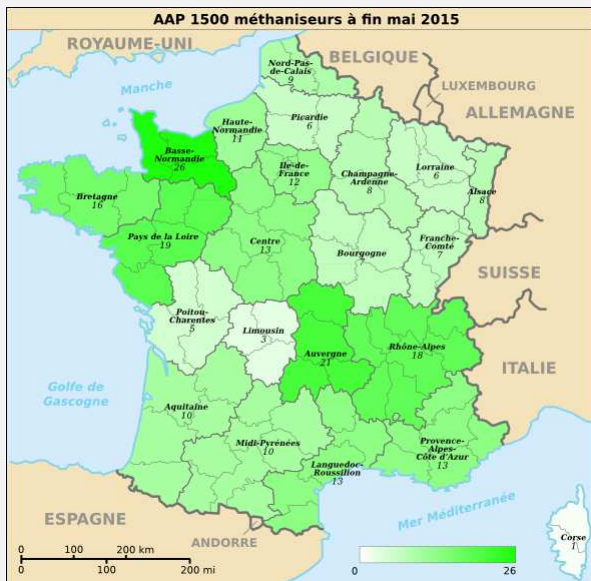 AAP 1500 méthaniseurs à fin mai 2015
ROYAUME-UNI
BELGIQUE
LUXEMBOURG
ALLEMAGNE
Manche
Nord-Pas-
de-Calais
9
Picardie
6
Haute-
Normandie
11
Basse-
Normandie
26
Ile-de-
France
12
Champagne-
Ardenne
8
Lorraine
6
Alsace
8
Bretagne
16
Pays de la Loire
19
Centre
13
Bourgogne
7
Franche-
Comté
7
SUISSE
Poitou-
Charentes
5
Limousin
3
Auvergne
21
Rhône-Alpes
18
ITALIE
Golfe de
Gascogne
Aquitaine
10
Midi-Pyrénées
10
Languedoc-
Roussillon
13
Provence-
Alpes-
Côte d'Azur
13
Mer Méditerranée
ESPAGNE
ANDORRE
Corse
1
0 100 200 km
0 100 200 mi
0 26